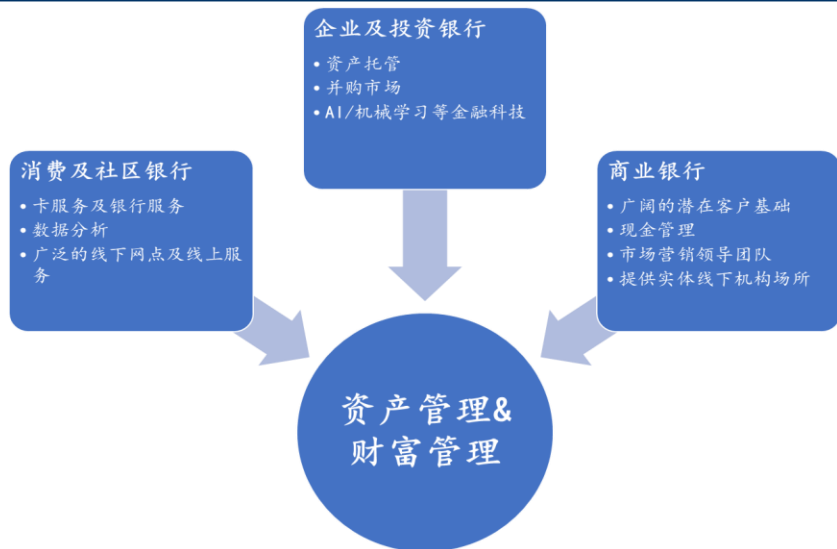 企业及投资银行
• 资产托管
• 并购市场
• AI/机械学习等金融科技
消费及社区银行
• 卡服务及银行服务
• 数据分析
• 广泛的线下网点及线上服
务
商业银行
• 广阔的潜在客户基础
• 现金管理
• 市场营销领导团队
• 提供实体线下机构场所
资产管理&
财富管理